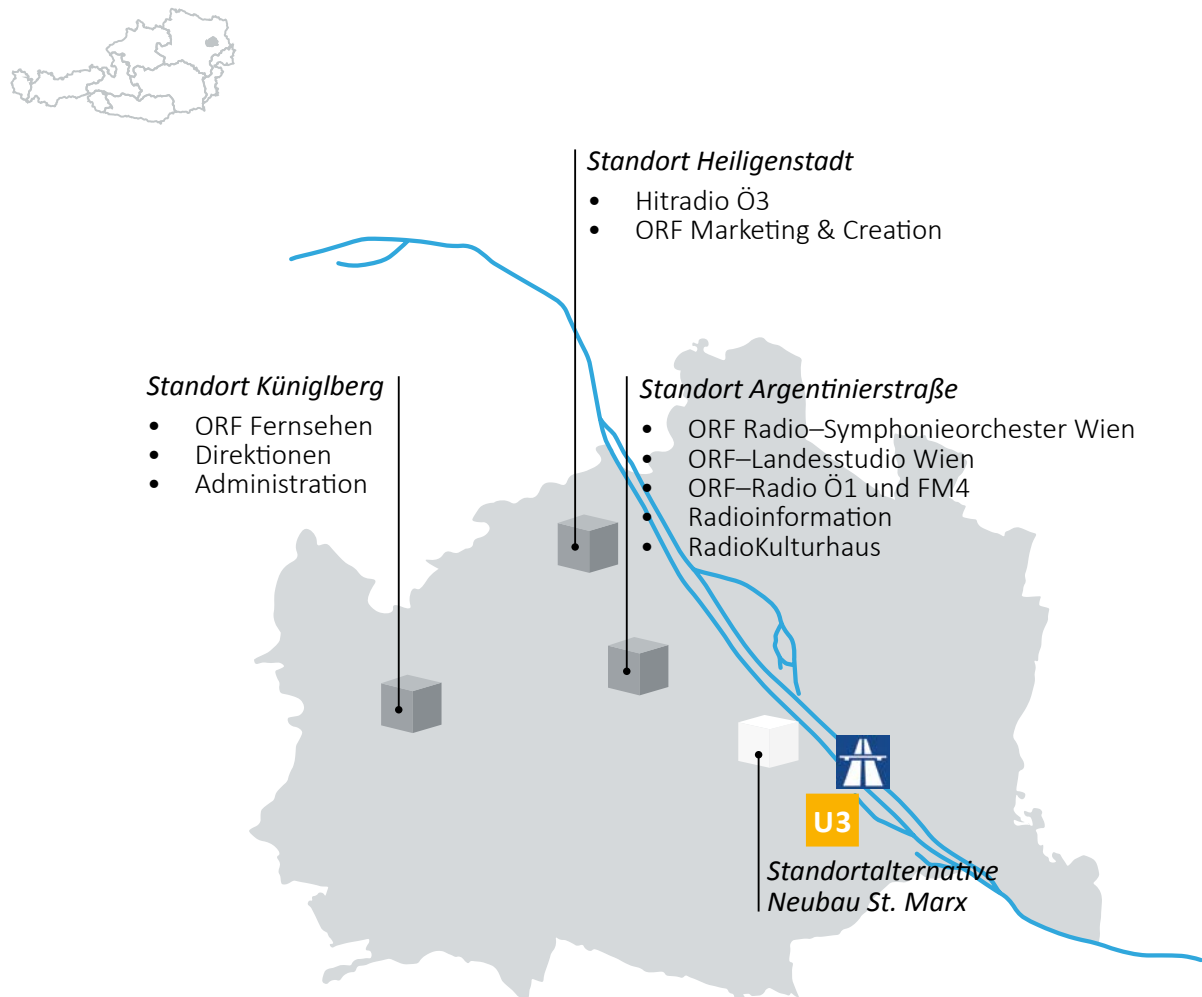 Standort Heiligenstadt
• Hitradio Ö3
• ORF Marketing & Creation
Standort Küniglberg
• ORF Fernsehen
• Direktionen
• Administration
Standort Argentinierstraße
• ORF Radio–Symphonieorchester Wien
• ORF–Landesstudio Wien
• ORF–Radio Ö1 und FM4
• Radioinformation
• RadioKulturhaus
U3
Standortalternative
Neubau St. Marx